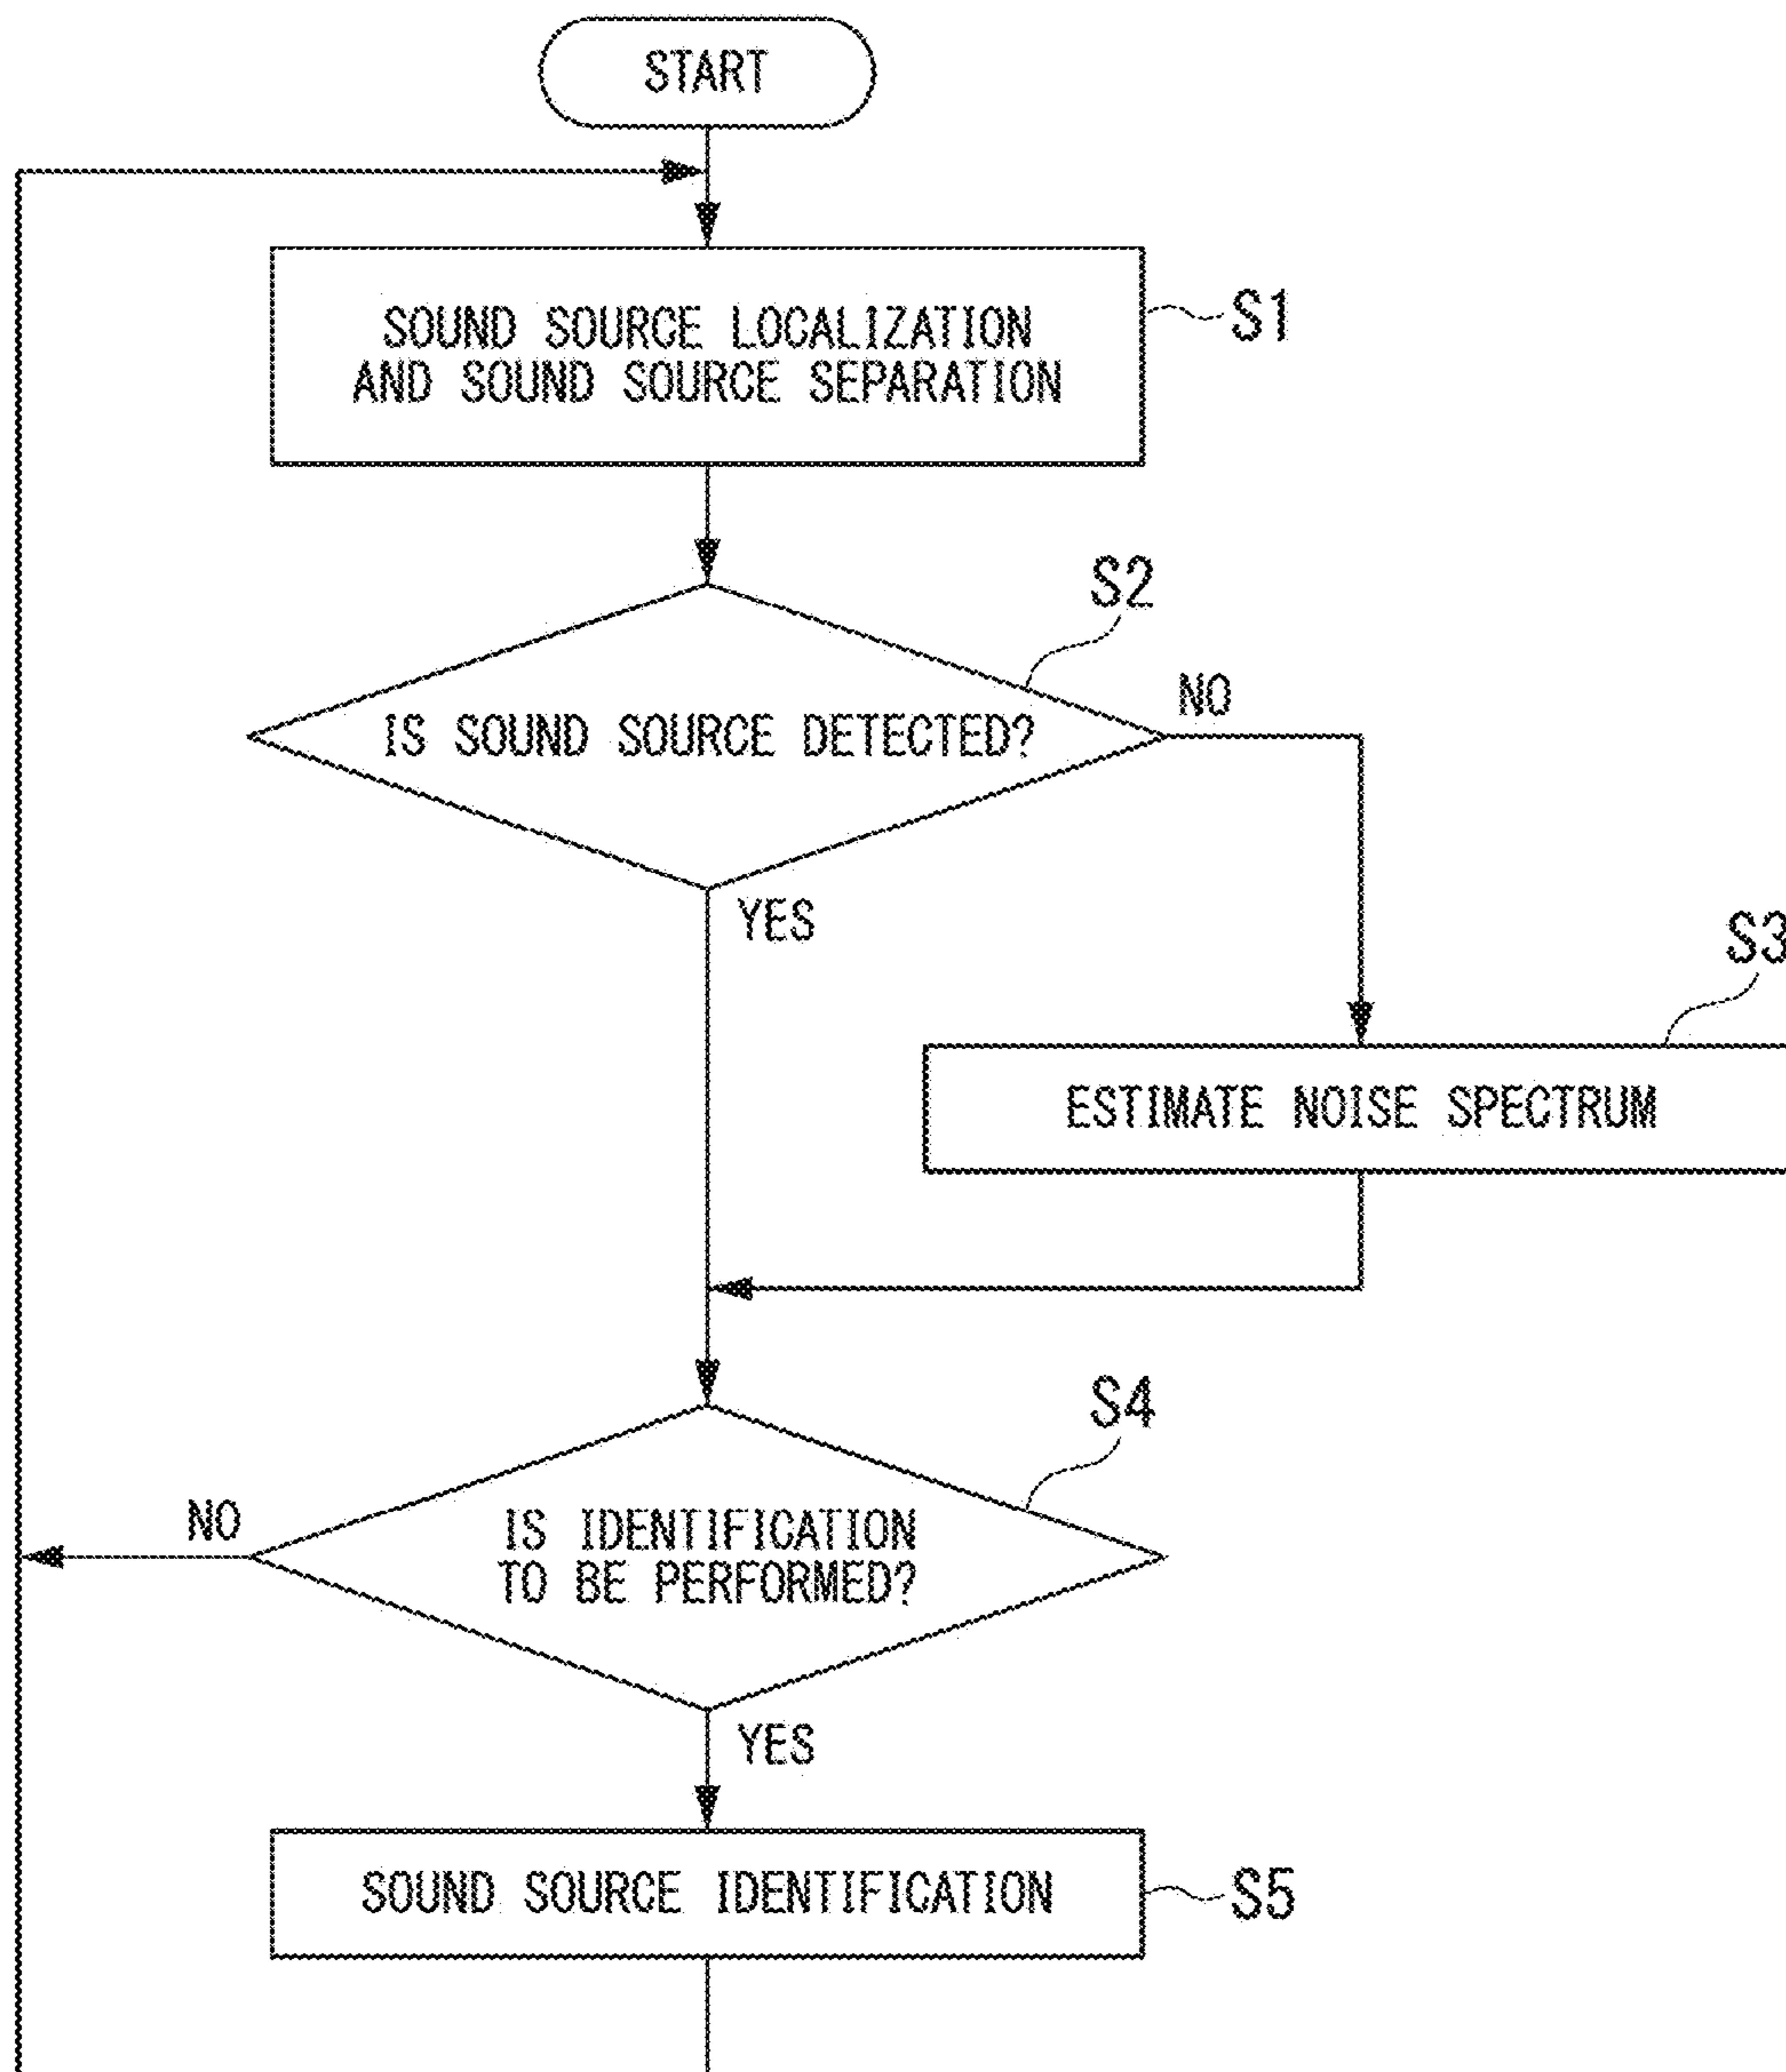 START
SOUND SOURCE LOCALIZATION
AND SOUND SOURCE SEPARATION
S1
S2
IS SOUND SOURCE DETECTED?
NO
YES
S3
ESTIMATE NOISE SPECTRUM
S4
IS IDENTIFICATION
TO BE PERFORMED?
NO
YES
SOUND SOURCE IDENTIFICATION
S5